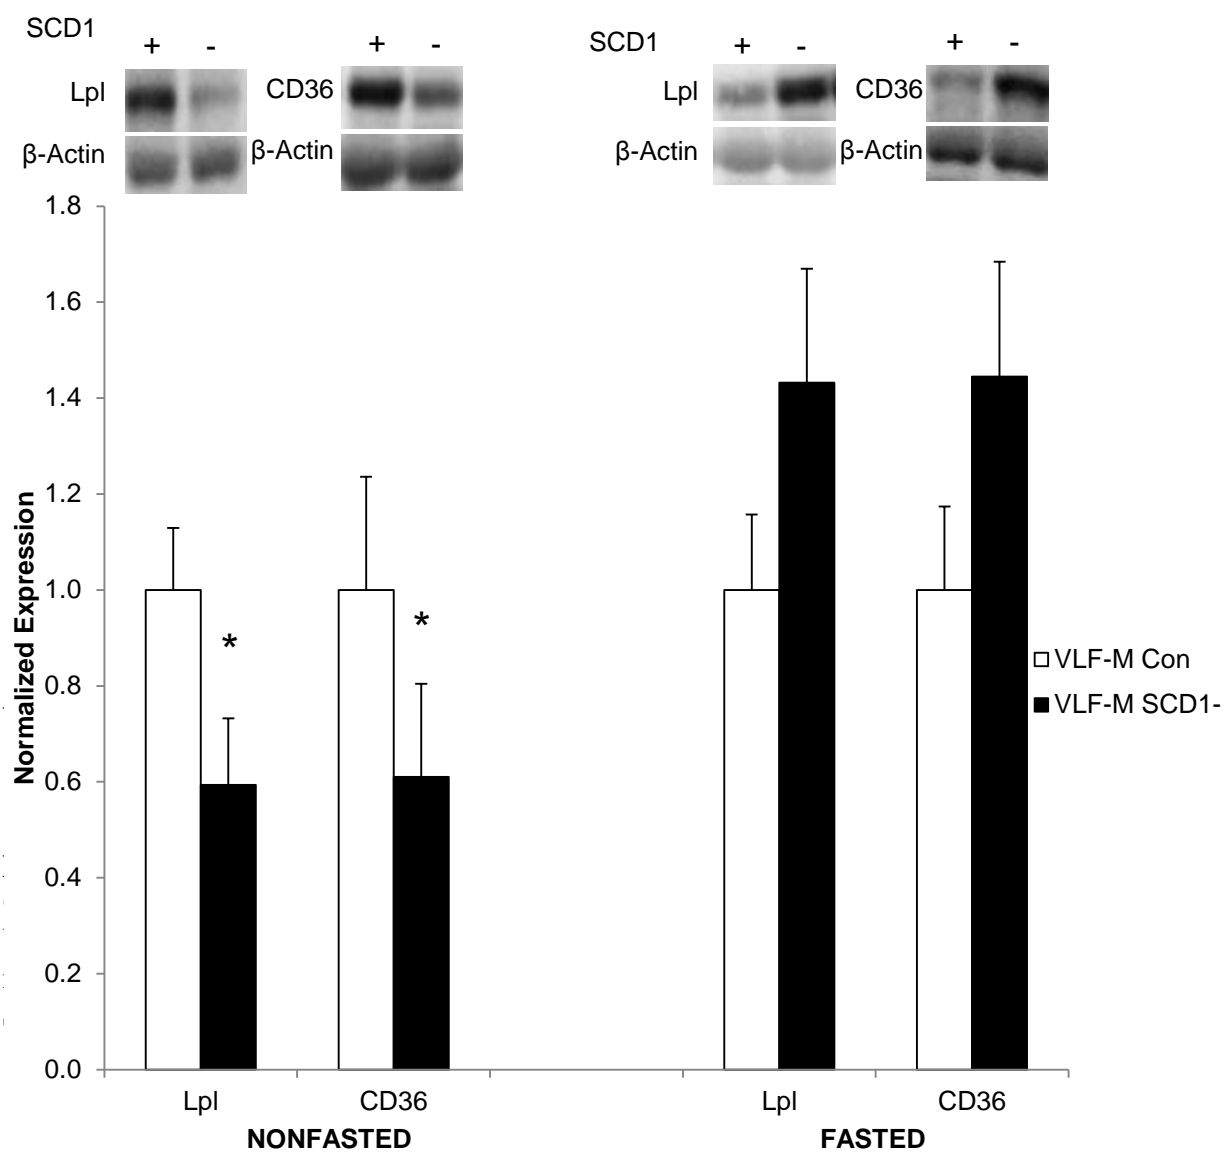 SCD1 + - + -
Lpl
CD36
β-Actin
β-Actin
SCD1 + - + -
Lpl
CD36
β-Actin
β-Actin
Normalized Expression
1.8
1.6
1.4
1.2
1.0
0.8
0.6
0.4
0.2
0.0
*
*
VLF-M Con
VLF-M SCD1-
Lpl CD36 Lpl CD36
NONFASTED FASTED